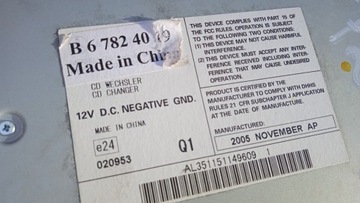 B 6 782 40 49
Made in China
CD WECHSLER
CD CHANGER
12V D.C. NEGATIVE GND.
MADE IN CHINA
e24
020953
Q1
THIS DEVICE COMPLIES WITH PART 15 OF
THE FCC RULES. OPERATION IS SUBJECT
TO THE FOLLOWING TWO CONDITIONS:
(1) THIS DEVICE MAY NOT CAUSE HARMFUL
INTERFERENCE.
(2) THIS DEVICE MUST ACCEPT ANY INTER-
FERENCE RECEIVED, INCLUDING INTER-
FERENCE THAT MAY CAUSE UNDESIRED
OPERATION.
PRODUCT IS CERTIFIED BY THE
MANUFACTURER TO COMPLY WITH DHHS
RULES 21 CFR SUBCHAPTER J APPLICATION
AT THE DATE OF MANUFACTURE.
MANUFACTURED:
2005 NOVEMBER AP
AL351151149609 1